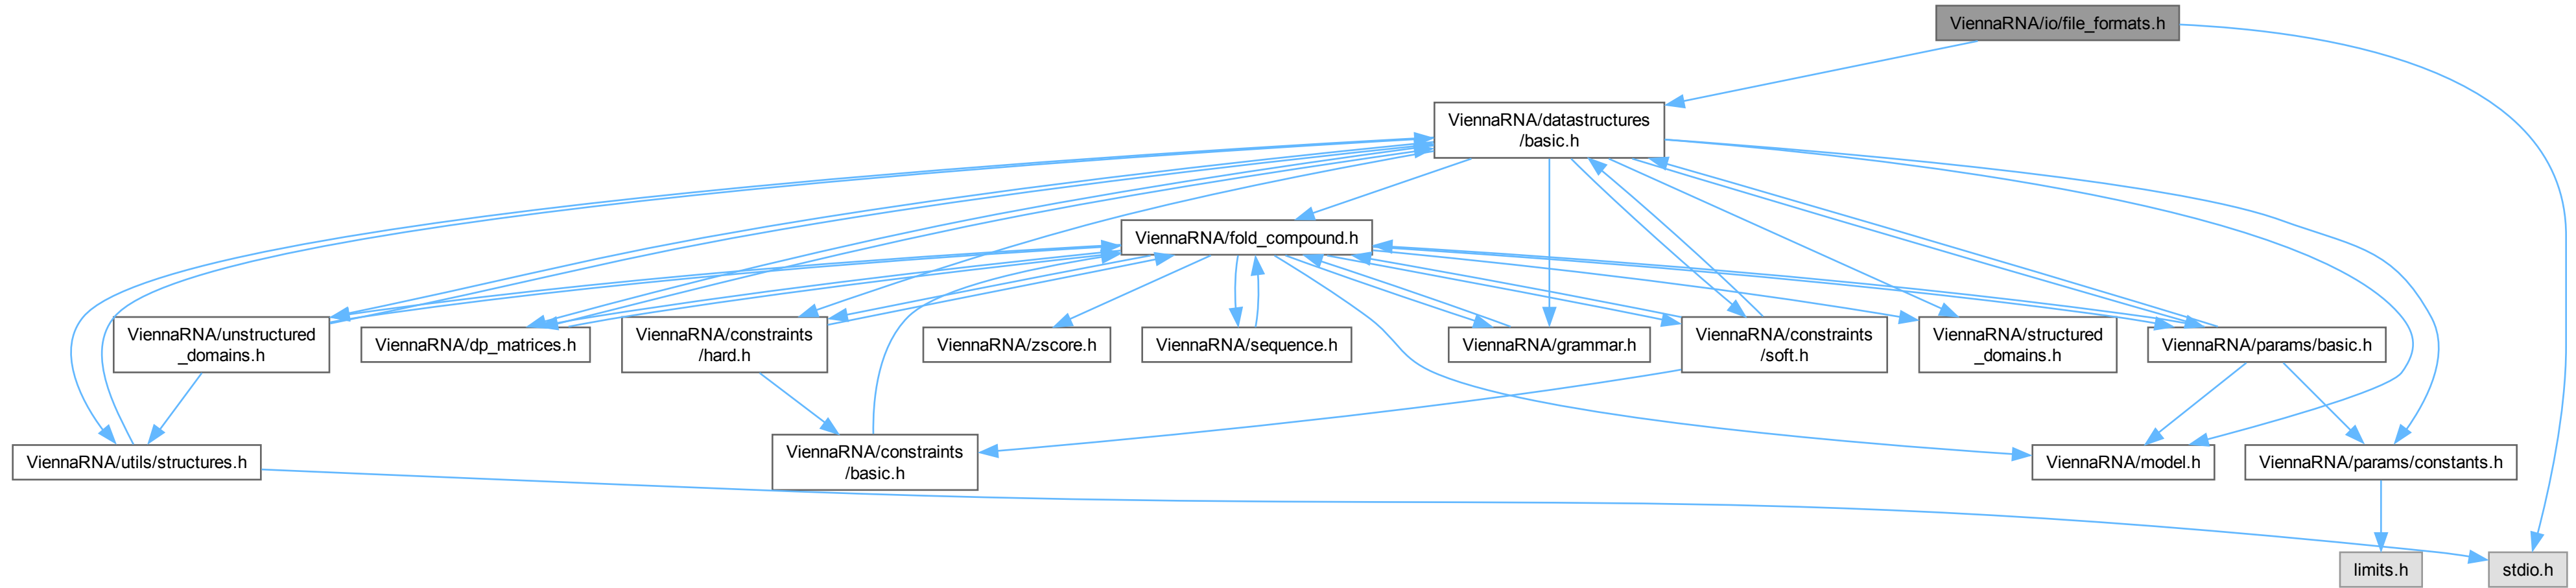 ViennaRNA/io/file_formats.h
ViennaRNA/datastructures
/basic.h
ViennaRNA/fold_compound.h
ViennaRNA/unstructured
_domains.h
ViennaRNA/dp_matrices.h
ViennaRNA/constraints
/hard.h
ViennaRNA/zscore.h
ViennaRNA/sequence.h
ViennaRNA/grammar.h
ViennaRNA/constraints
/soft.h
ViennaRNA/structured
_domains.h
ViennaRNA/params/basic.h
ViennaRNA/utils/structures.h
ViennaRNA/constraints
/basic.h
ViennaRNA/model.h
ViennaRNA/params/constants.h
limits.h
stdio.h